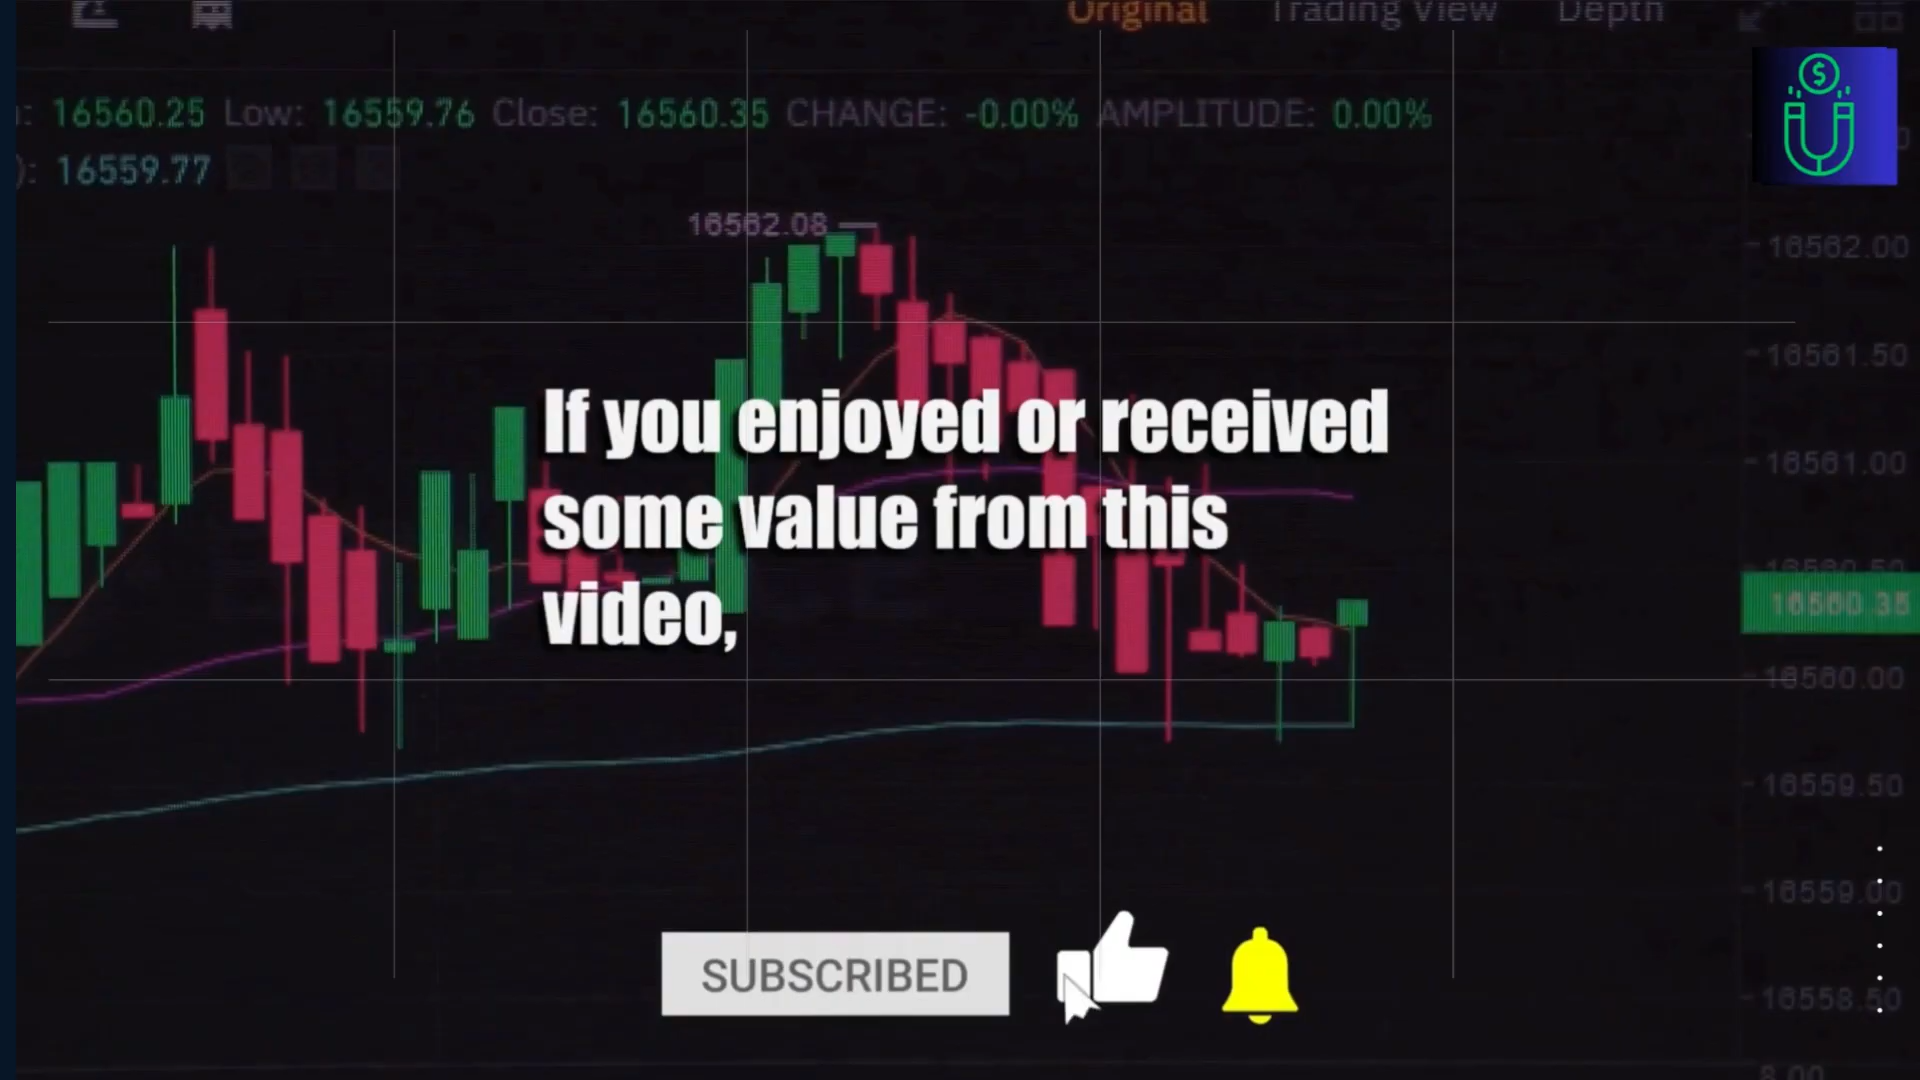 Original Trading View Depth
16560.25 Low: 16559.76 Close: 16560.35 CHANGE: -0.00% AMPLITUDE: 0.00%
16559.77
$
16562.08
16562.00
16561.50
If you enjoyed or received
16561.00
some value from this
16560.50
16560.35
video,
16560.00
16559.50
16559.00
SUBSCRIBED
16558.50